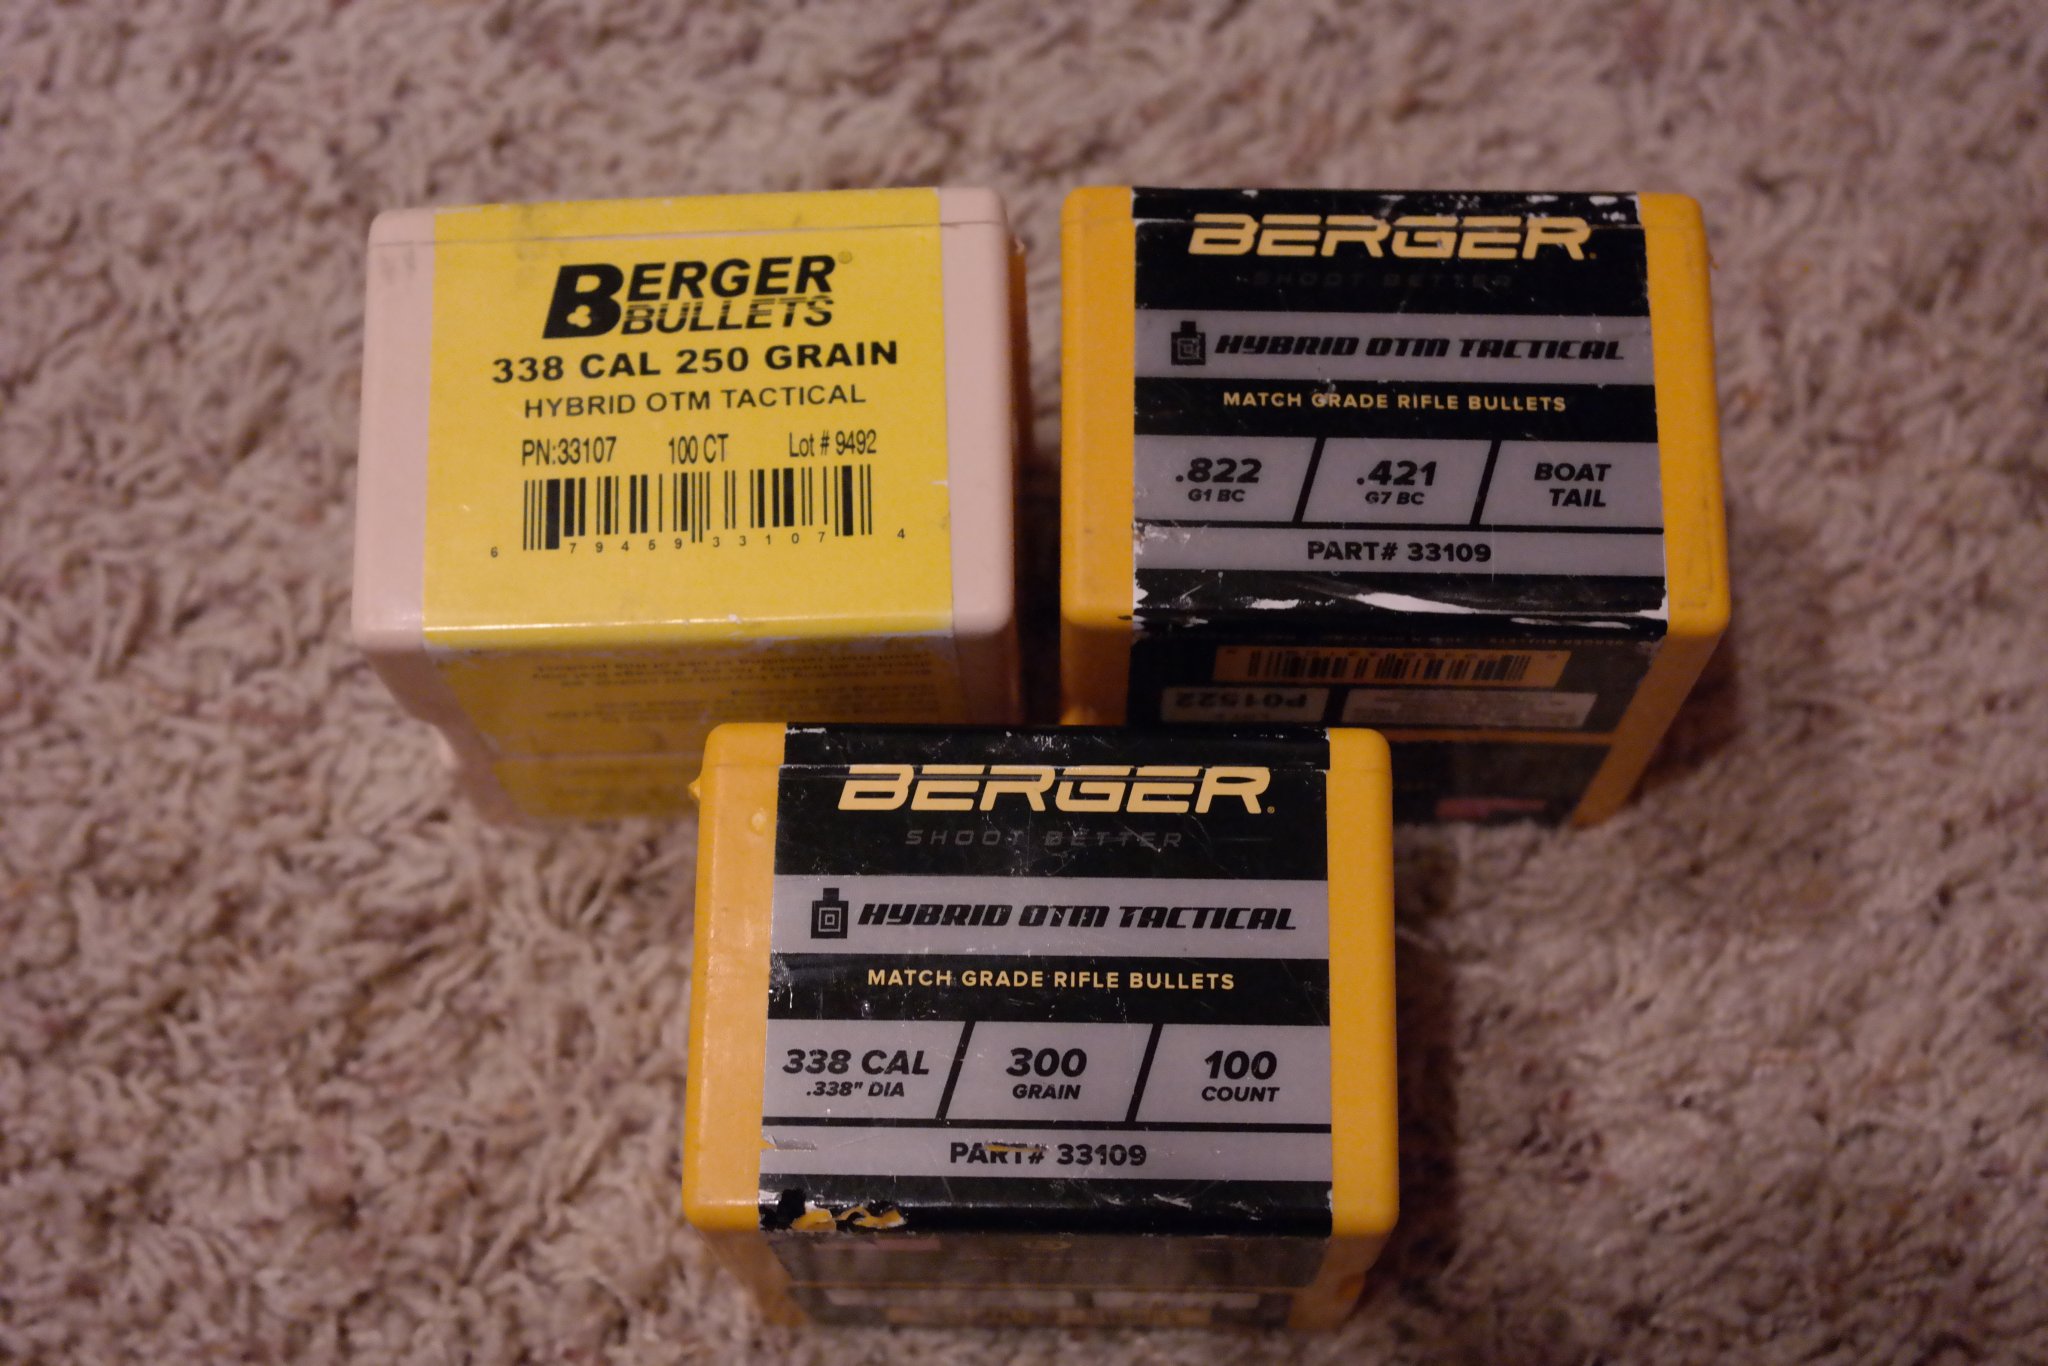 BERGER®
BULLETS
338 CAL 250 GRAIN
HYBRID OTM TACTICAL
PN:33107 100 CT Lot # 9492
6 79459 33107 4
BERGER.
SHOOT BETTER
HYBRID OTM TACTICAL
MATCH GRADE RIFLE BULLETS
.822
G1 BC
.421
G7 BC
BOAT
TAIL
PART# 33109
P01522
BERGER®
SHOOT BETTER
HYBRID OTM TACTICAL
MATCH GRADE RIFLE BULLETS
338 CAL
.338" DIA
300
GRAIN
100
COUNT
PART# 33109